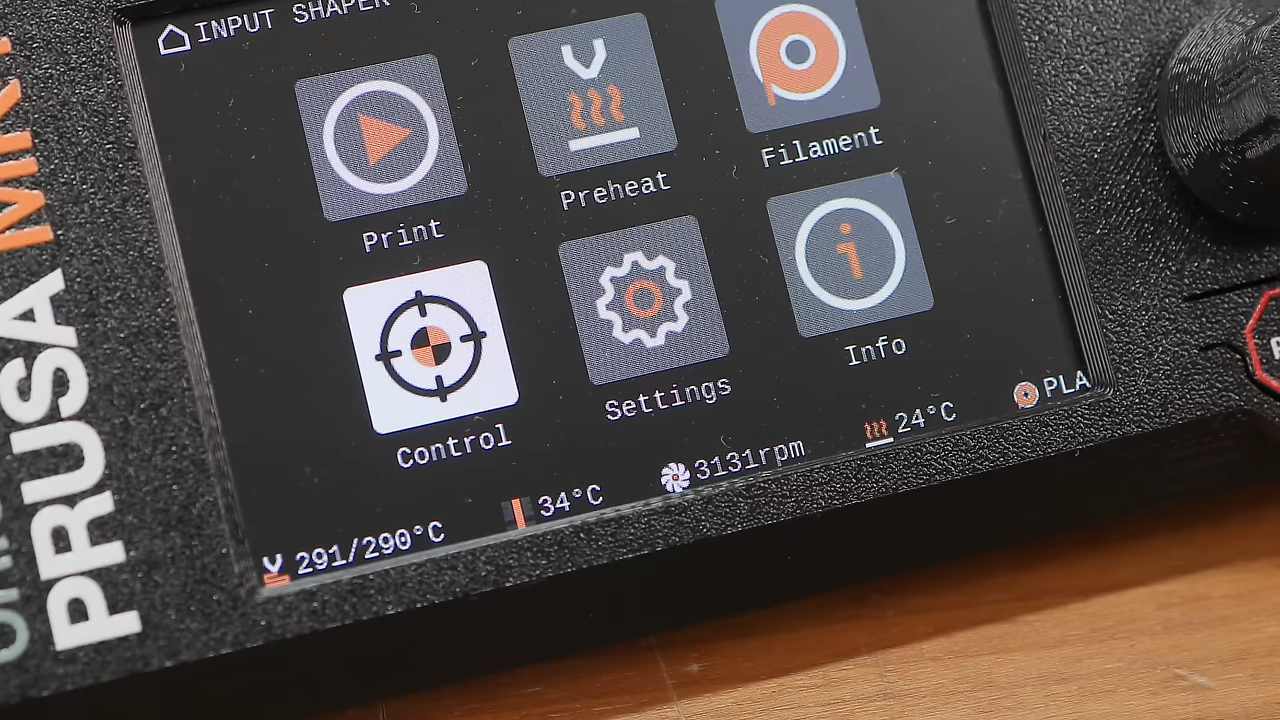 INPUT SHAPER
Print
Preheat
Filament
Control
Settings
Info
291/290°C
34°C
3131rpm
24°C
PLA
PRUSA